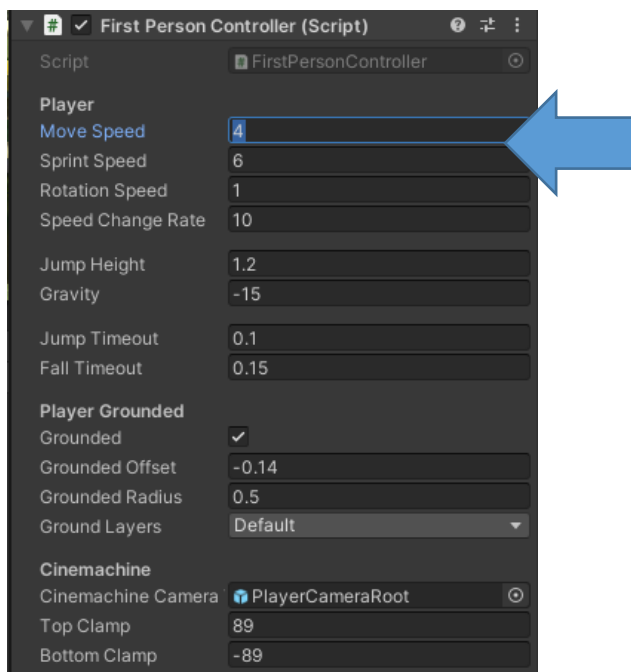 First Person Controller (Script)
Script FirstPersonController
Player
Move Speed 4
Sprint Speed 6
Rotation Speed 1
Speed Change Rate 10
Jump Height 1.2
Gravity -15
Jump Timeout 0.1
Fall Timeout 0.15
Player Grounded
Grounded
Grounded Offset -0.14
Grounded Radius 0.5
Ground Layers Default
Cinemachine
Cinemachine Camera PlayerCameraRoot
Top Clamp 89
Bottom Clamp -89